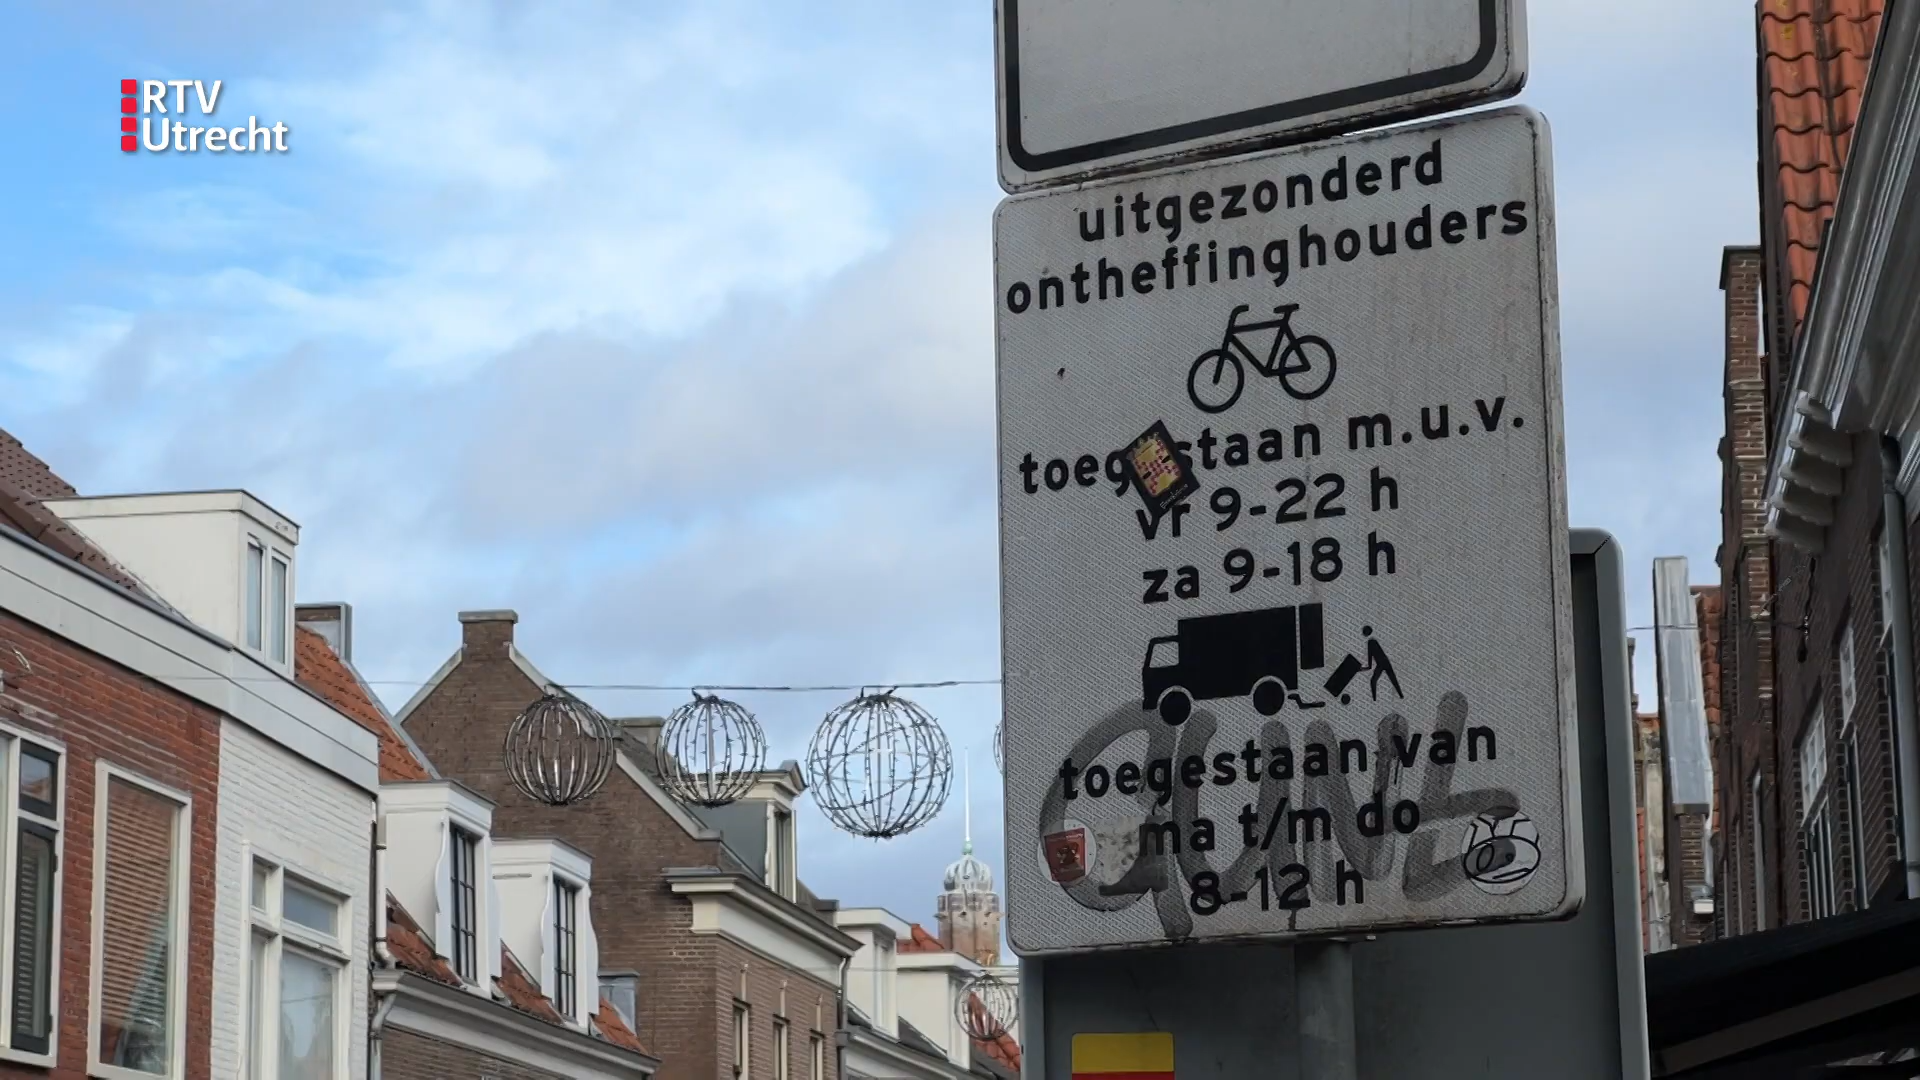 RTV
Utrecht
uitgezonderd
ontheffinghouders
toegestaan m.u.v.
vr 9-22 h
za 9-18 h
toegestaan van
ma t/m do
8-12 h